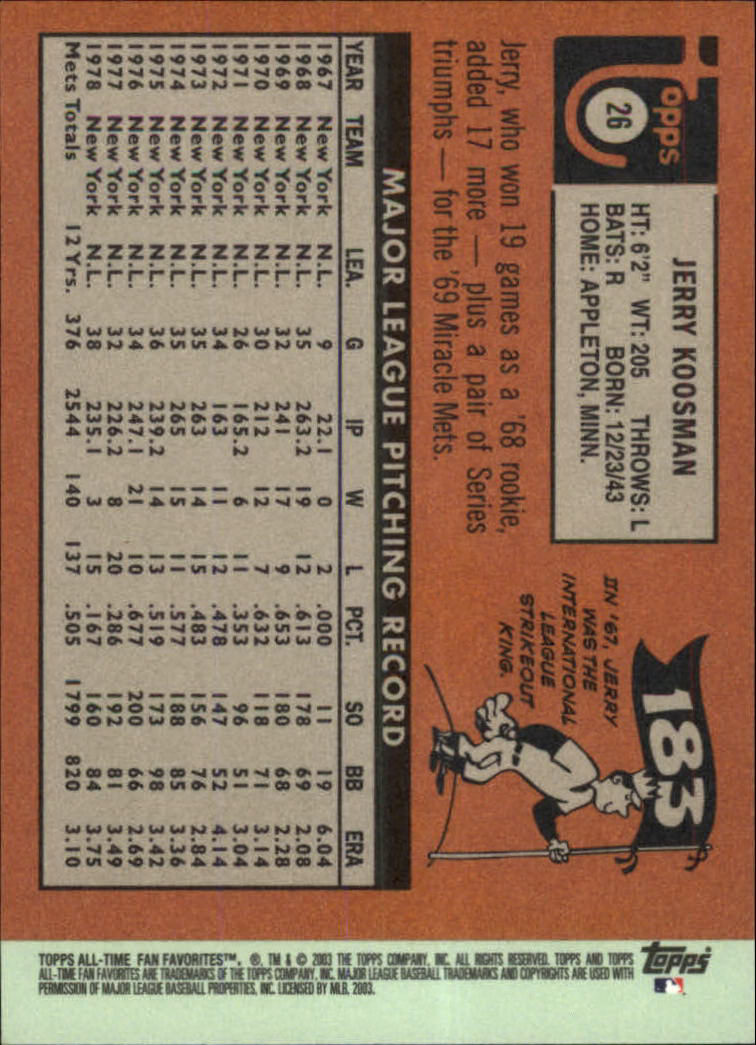 Topps
26
JERRY KOOSMAN
HT: 6'2" WT: 205 THROWS: L
BATS: R BORN: 12/23/43
HOME: APPLETON, MINN.
Jerry, who won 19 games as a '68 rookie,
added 17 more — plus a pair of Series
triumphs — for the '69 Miracle Mets.
183
IN '67, JERRY
WAS THE
INTERNATIONAL
LEAGUE
STRIKEOUT
KING.
MAJOR LEAGUE PITCHING RECORD
YEAR TEAM LEA. G IP W L PCT. SO BB ERA
1967 New York N.L. 9 22.1 0 2 .000 11 19 6.04
1968 New York N.L. 35 263.2 19 12 .613 178 69 2.08
1969 New York N.L. 32 241 17 9 .653 180 68 2.28
1970 New York N.L. 30 212 12 7 .632 118 71 3.14
1971 New York N.L. 26 165.2 6 11 .353 96 51 3.04
1972 New York N.L. 34 163 11 12 .478 147 52 4.14
1973 New York N.L. 35 263 14 15 .483 156 76 2.84
1974 New York N.L. 35 265 15 11 .577 188 85 3.36
1975 New York N.L. 36 239.2 14 13 .519 173 98 3.42
1976 New York N.L. 34 247.1 21 10 .677 200 66 2.69
1977 New York N.L. 32 226.2 8 20 .286 192 81 3.49
1978 New York N.L. 38 235.1 3 15 .167 160 84 3.75
Mets Totals 12 Yrs. 376 2544 140 137 .505 1799 820 3.10
TOPPS ALL-TIME FAN FAVORITES™. ®, TM & © 2003 THE TOPPS COMPANY, INC. ALL RIGHTS RESERVED. TOPPS AND TOPPS
ALL-TIME FAN FAVORITES ARE TRADEMARKS OF THE TOPPS COMPANY, INC. MAJOR LEAGUE BASEBALL TRADEMARKS AND COPYRIGHTS ARE USED WITH
PERMISSION OF MAJOR LEAGUE BASEBALL PROPERTIES, INC. LICENSED BY MLB, 2003.
Topps